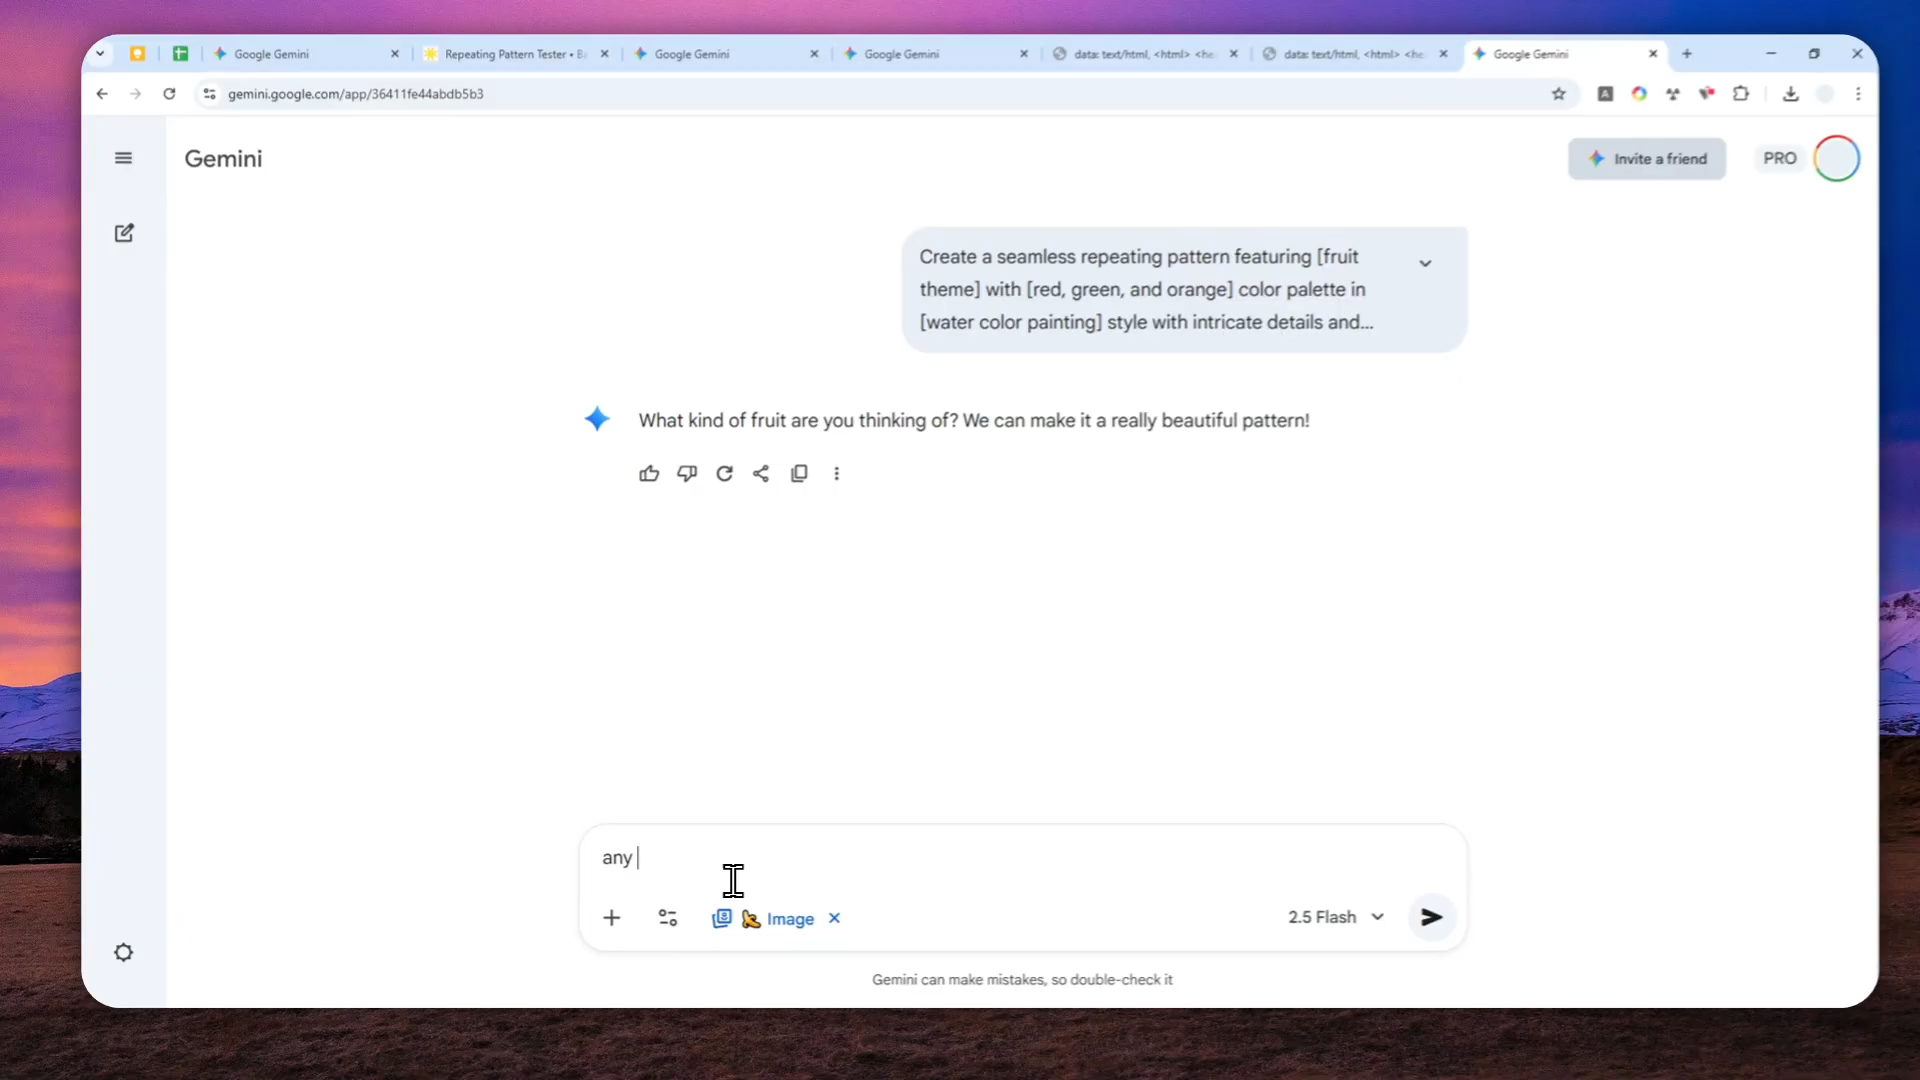 Google Gemini
Repeating Pattern Tester • B
Google Gemini
Google Gemini
data: text/html, <html> <he
data: text/html, <html> <he
Google Gemini
gemini.google.com/app/36411fe44abdb5b3
Gemini
Invite a friend
PRO
Create a seamless repeating pattern featuring [fruit
theme] with [red, green, and orange] color palette in
[water color painting] style with intricate details and...
What kind of fruit are you thinking of? We can make it a really beautiful pattern!
any
Image
2.5 Flash
Gemini can make mistakes, so double-check it